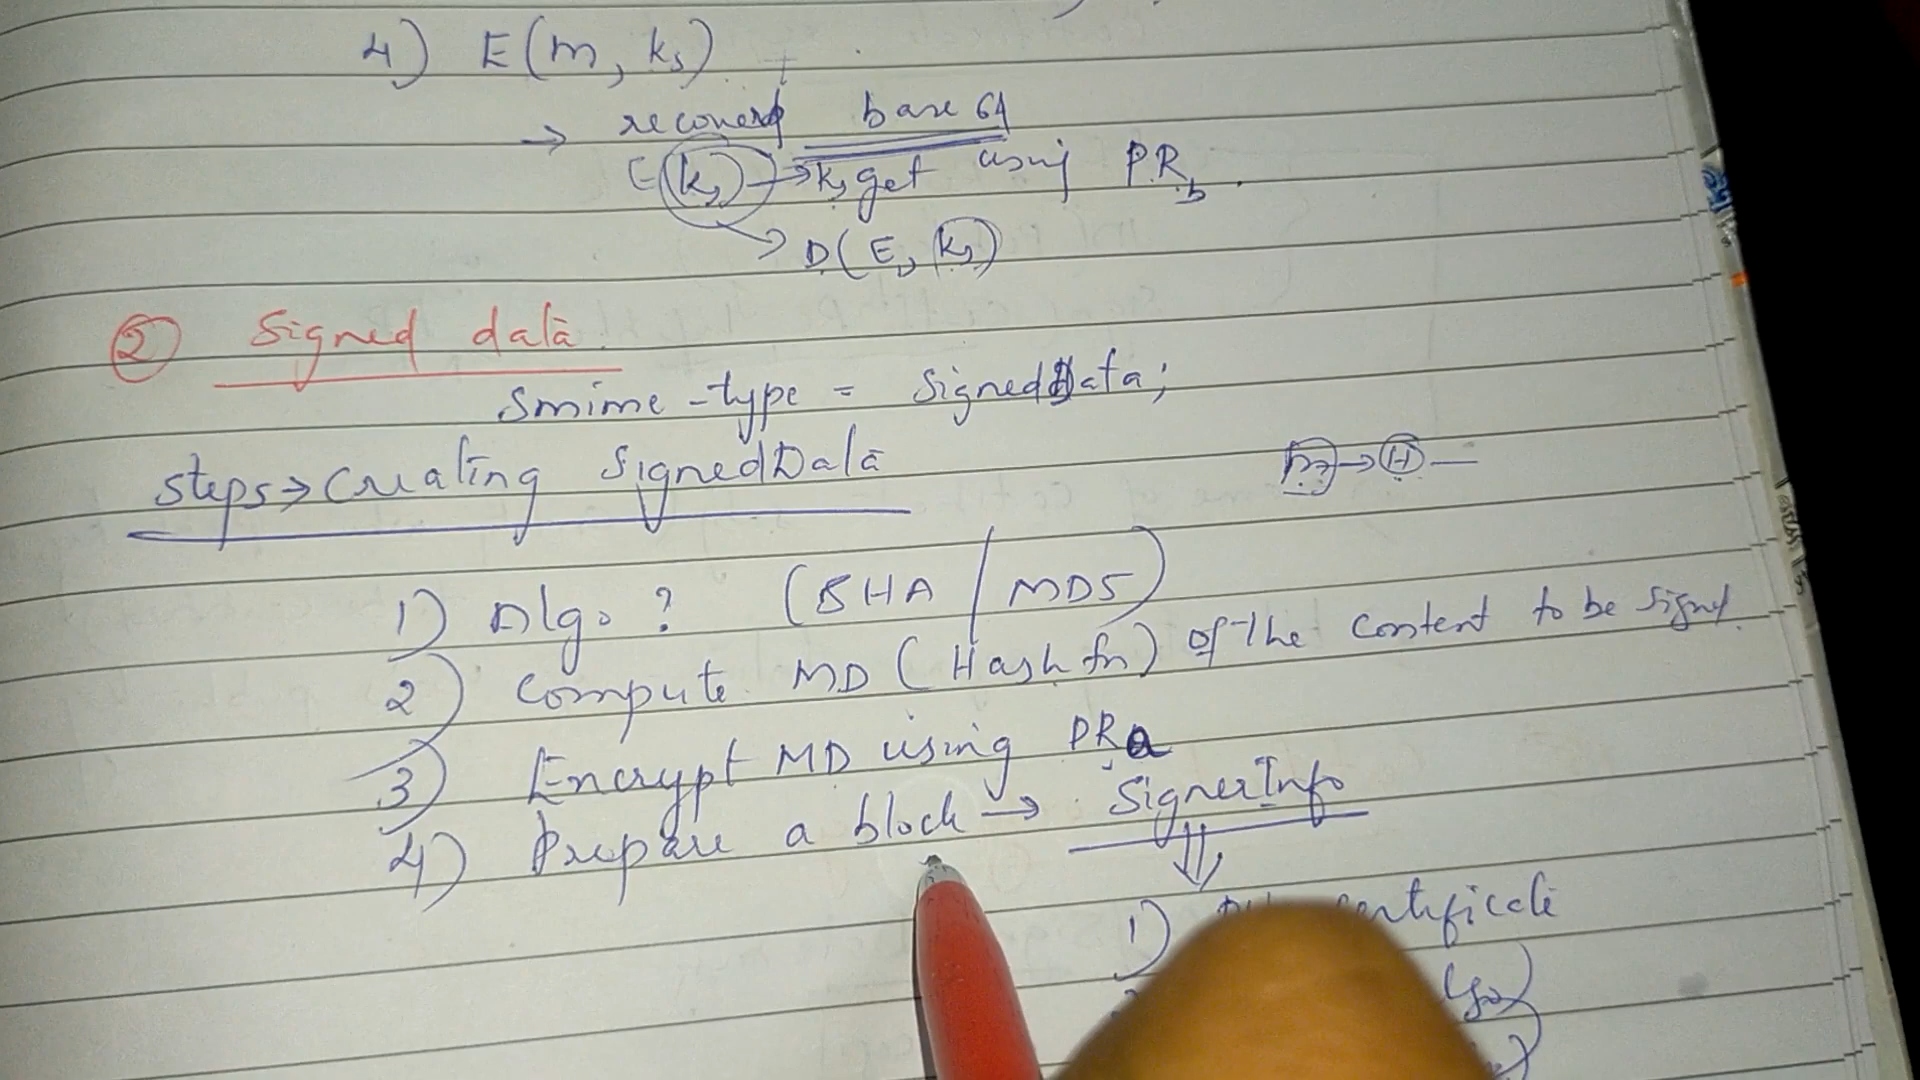 4) E(m, ks)
→ recover base 64
E(ks) → ks get using PRb.
→ D(E, ks)
② Signed data.
Smime-type = SignedData;
steps → Creating SignedData
m → H —
1) Algo? (SHA / MD5)
2) Compute MD (Hash fn) of the content to be signed.
3) Encrypt MD using PRa
4) Prepare a block → SignerInfo
1) certificate